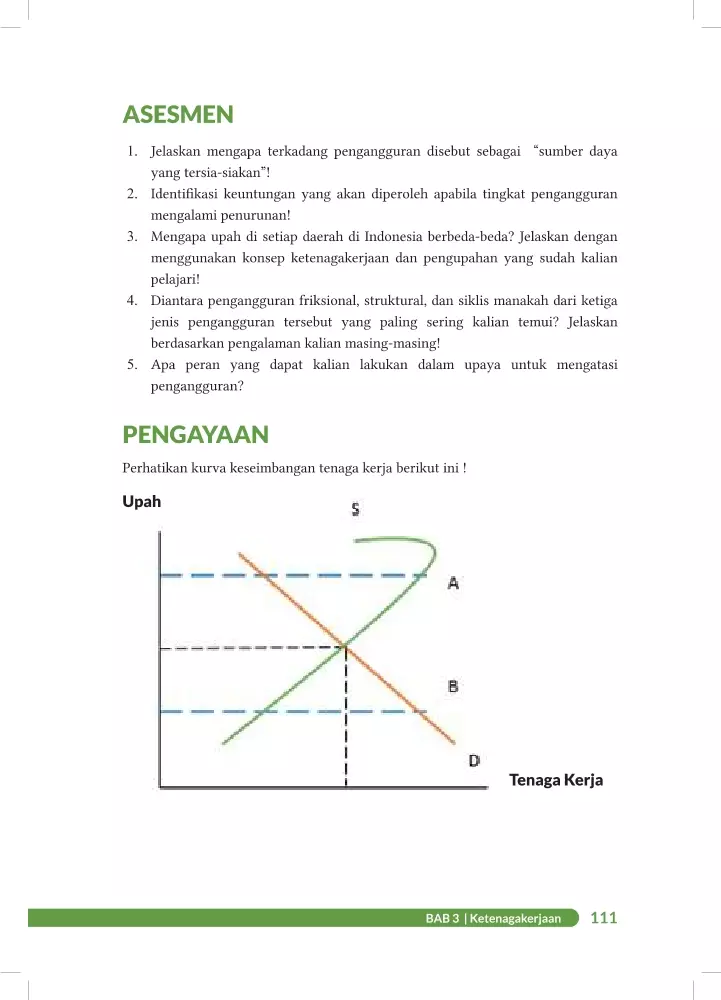 ASESMEN
1. Jelaskan mengapa terkadang pengangguran disebut sebagai “sumber daya
yang tersia-siakan”!
2. Identifikasi keuntungan yang akan diperoleh apabila tingkat pengangguran
mengalami penurunan!
3. Mengapa upah di setiap daerah di Indonesia berbeda-beda? Jelaskan dengan
menggunakan konsep ketenagakerjaan dan pengupahan yang sudah kalian
pelajari!
4. Diantara pengangguran friksional, struktural, dan siklis manakah dari ketiga
jenis pengangguran tersebut yang paling sering kalian temui? Jelaskan
berdasarkan pengalaman kalian masing-masing!
5. Apa peran yang dapat kalian lakukan dalam upaya untuk mengatasi
pengangguran?
PENGAYAAN
Perhatikan kurva keseimbangan tenaga kerja berikut ini !
Upah
S
A
B
D
Tenaga Kerja
BAB 3 | Ketenagakerjaan 111